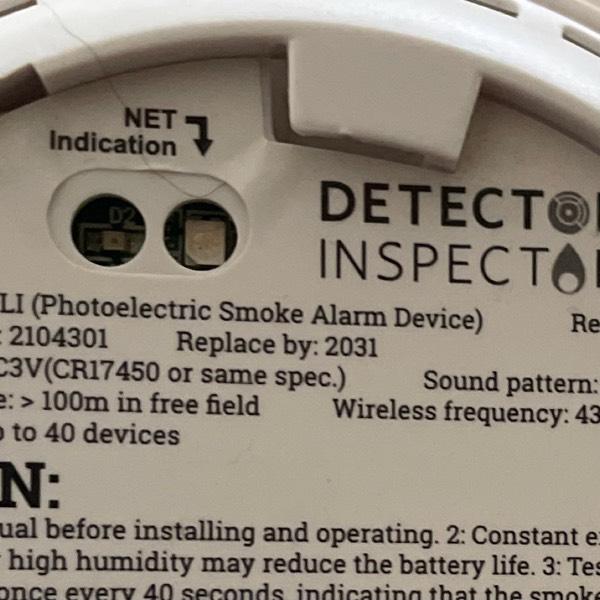 NET
Indication
D2
DETECTO
INSPECTO
LI (Photoelectric Smoke Alarm Device) Re
: 2104301 Replace by: 2031
C3V(CR17450 or same spec.) Sound pattern:
e: > 100m in free field Wireless frequency: 43
to 40 devices
N:
ual before installing and operating. 2: Constant e
high humidity may reduce the battery life. 3: Tes
once every 40 seconds, indicating that the smoke